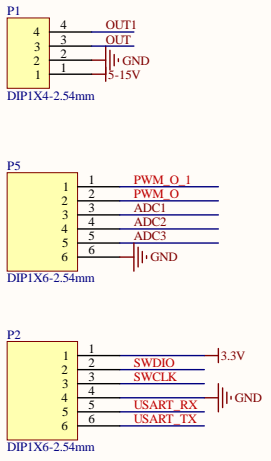 P1
4 4 OUT1
3 3 OUT
2 2 GND
1 1 5-15V
DIP1X4-2.54mm
P5
1 1 PWM_O_1
2 2 PWM_O
3 3 ADC1
4 4 ADC2
5 5 ADC3
6 6 GND
DIP1X6-2.54mm
P2
1 1 3.3V
2 2 SWDIO
3 3 SWCLK
4 4 GND
5 5 USART_RX
6 6 USART_TX
DIP1X6-2.54mm